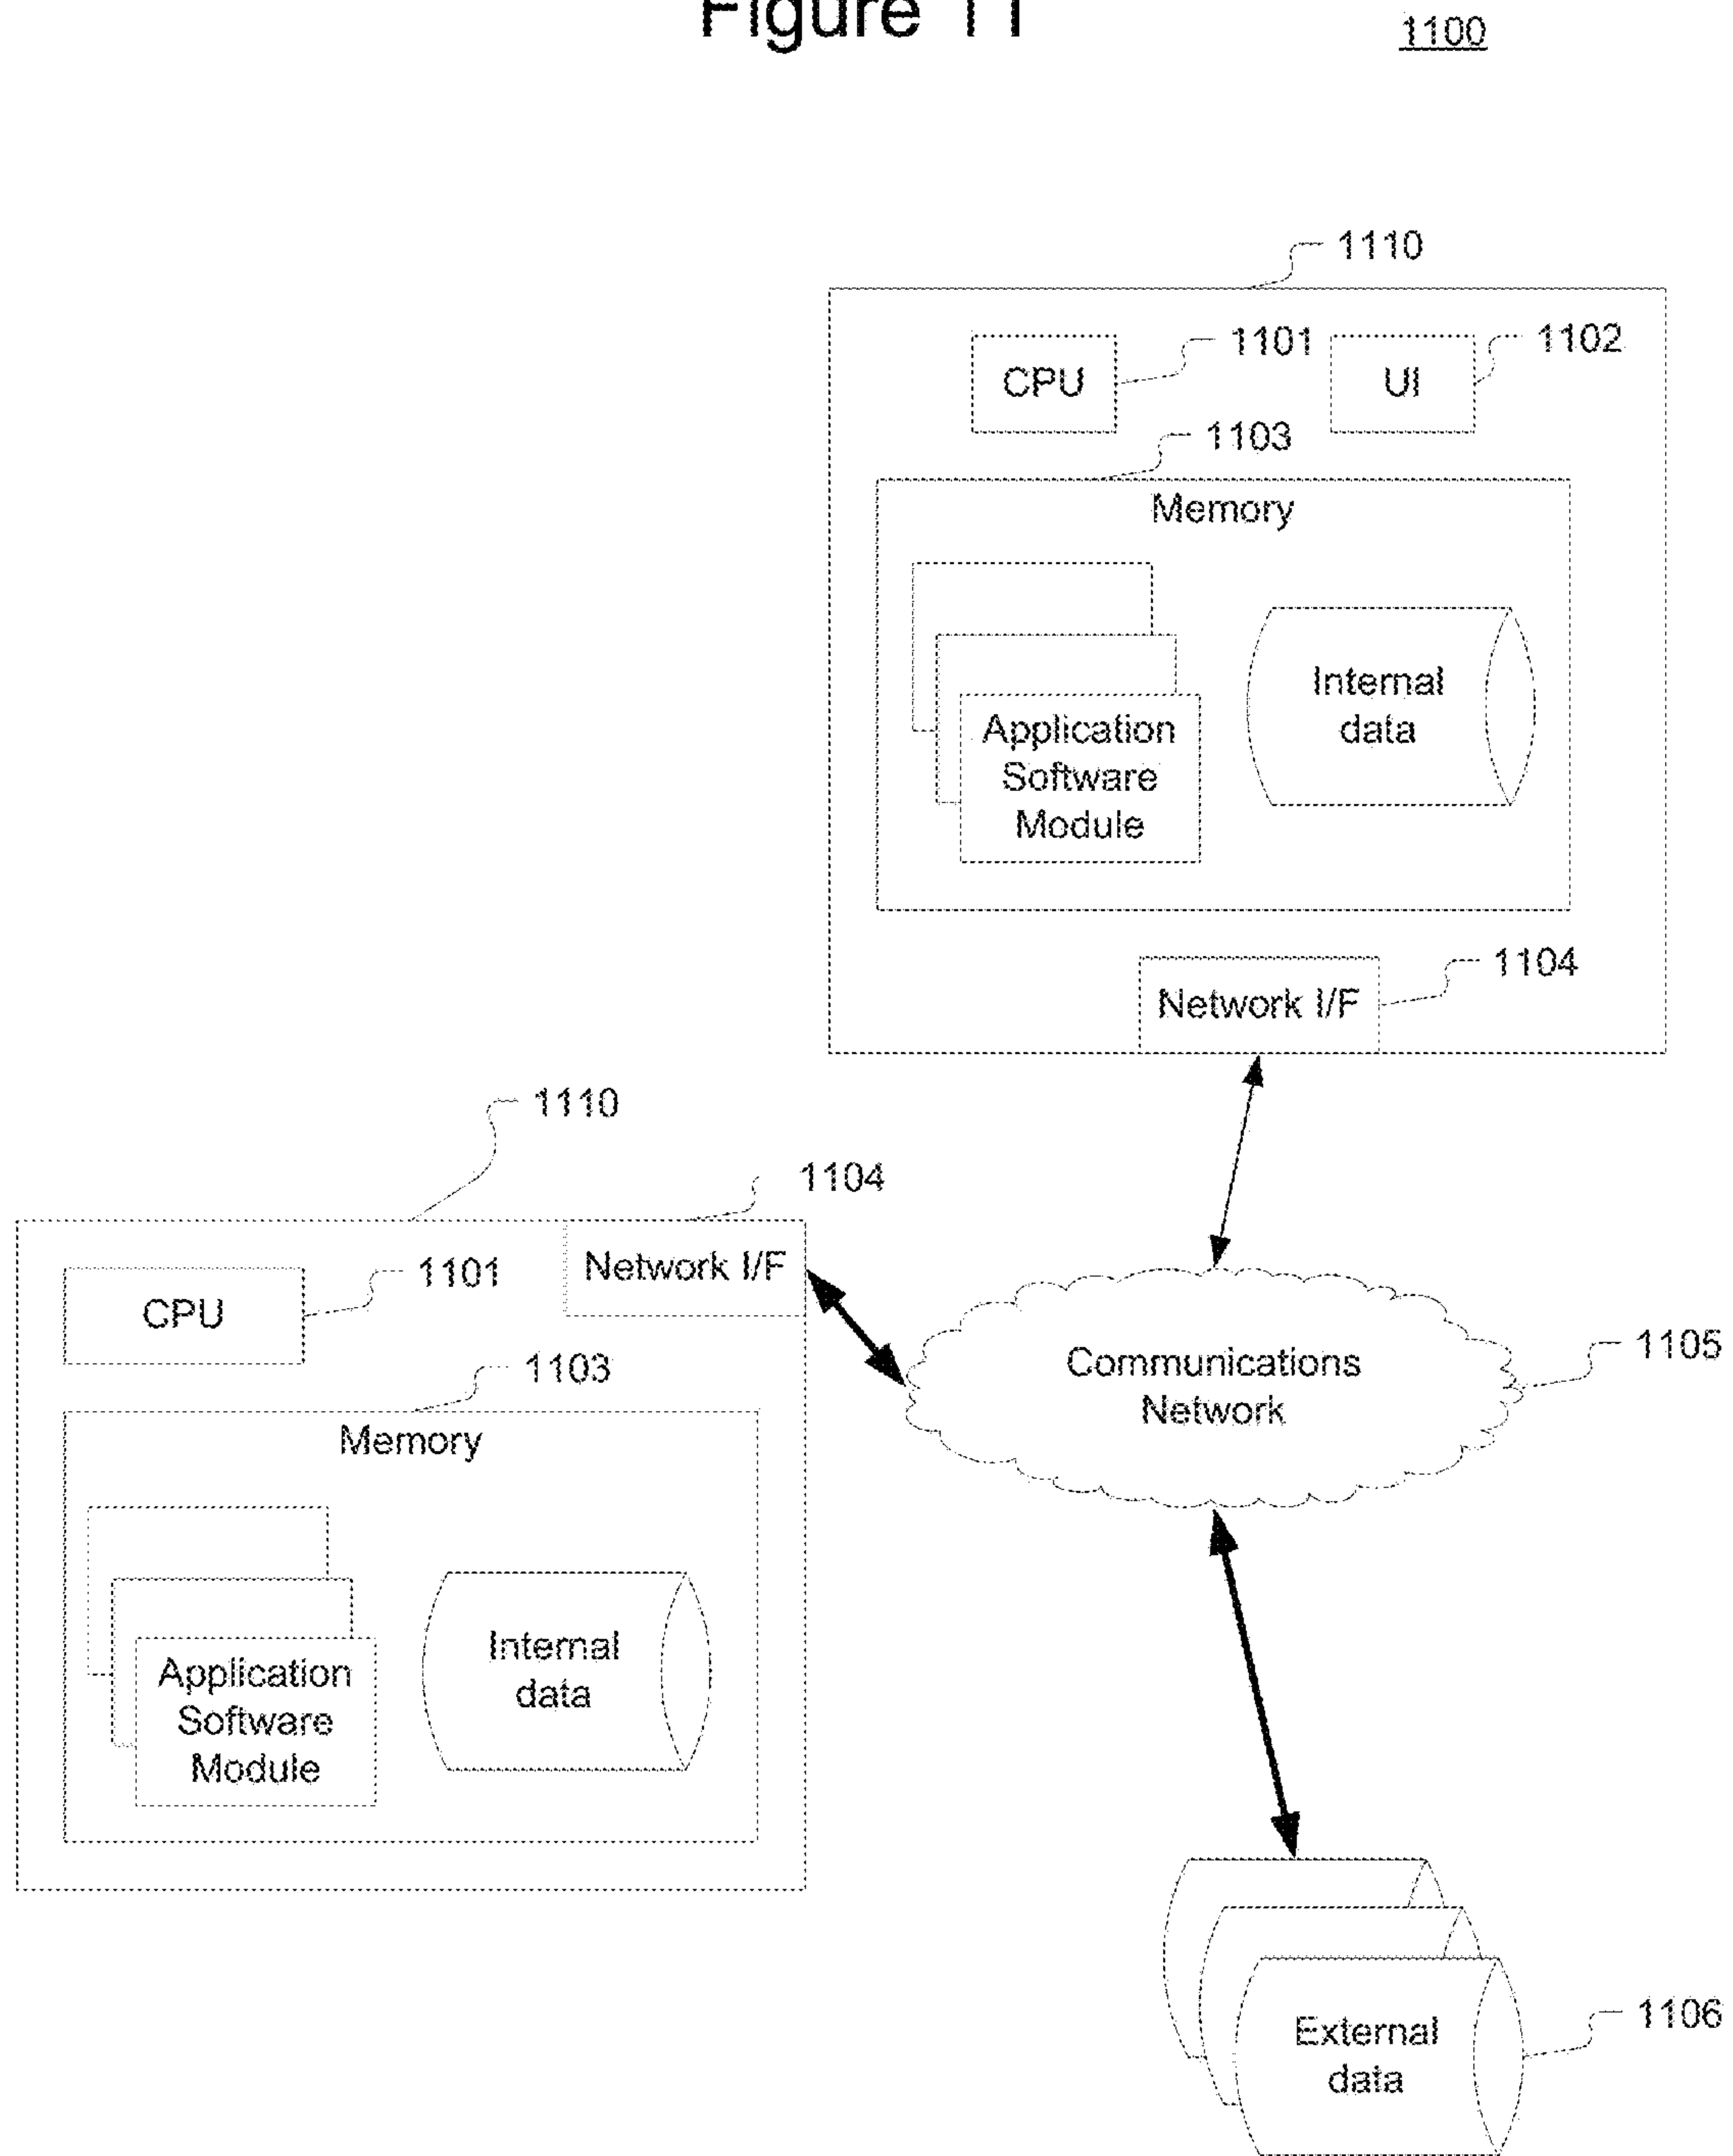 Figure 11
1100
1110
1101
1102
CPU
UI
1103
Memory
Internal
data
Application
Software
Module
1104
Network I/F
1110
1104
Network I/F
1101
CPU
1103
Memory
Communications
Network
1105
Internal
data
Application
Software
Module
External
data
1106